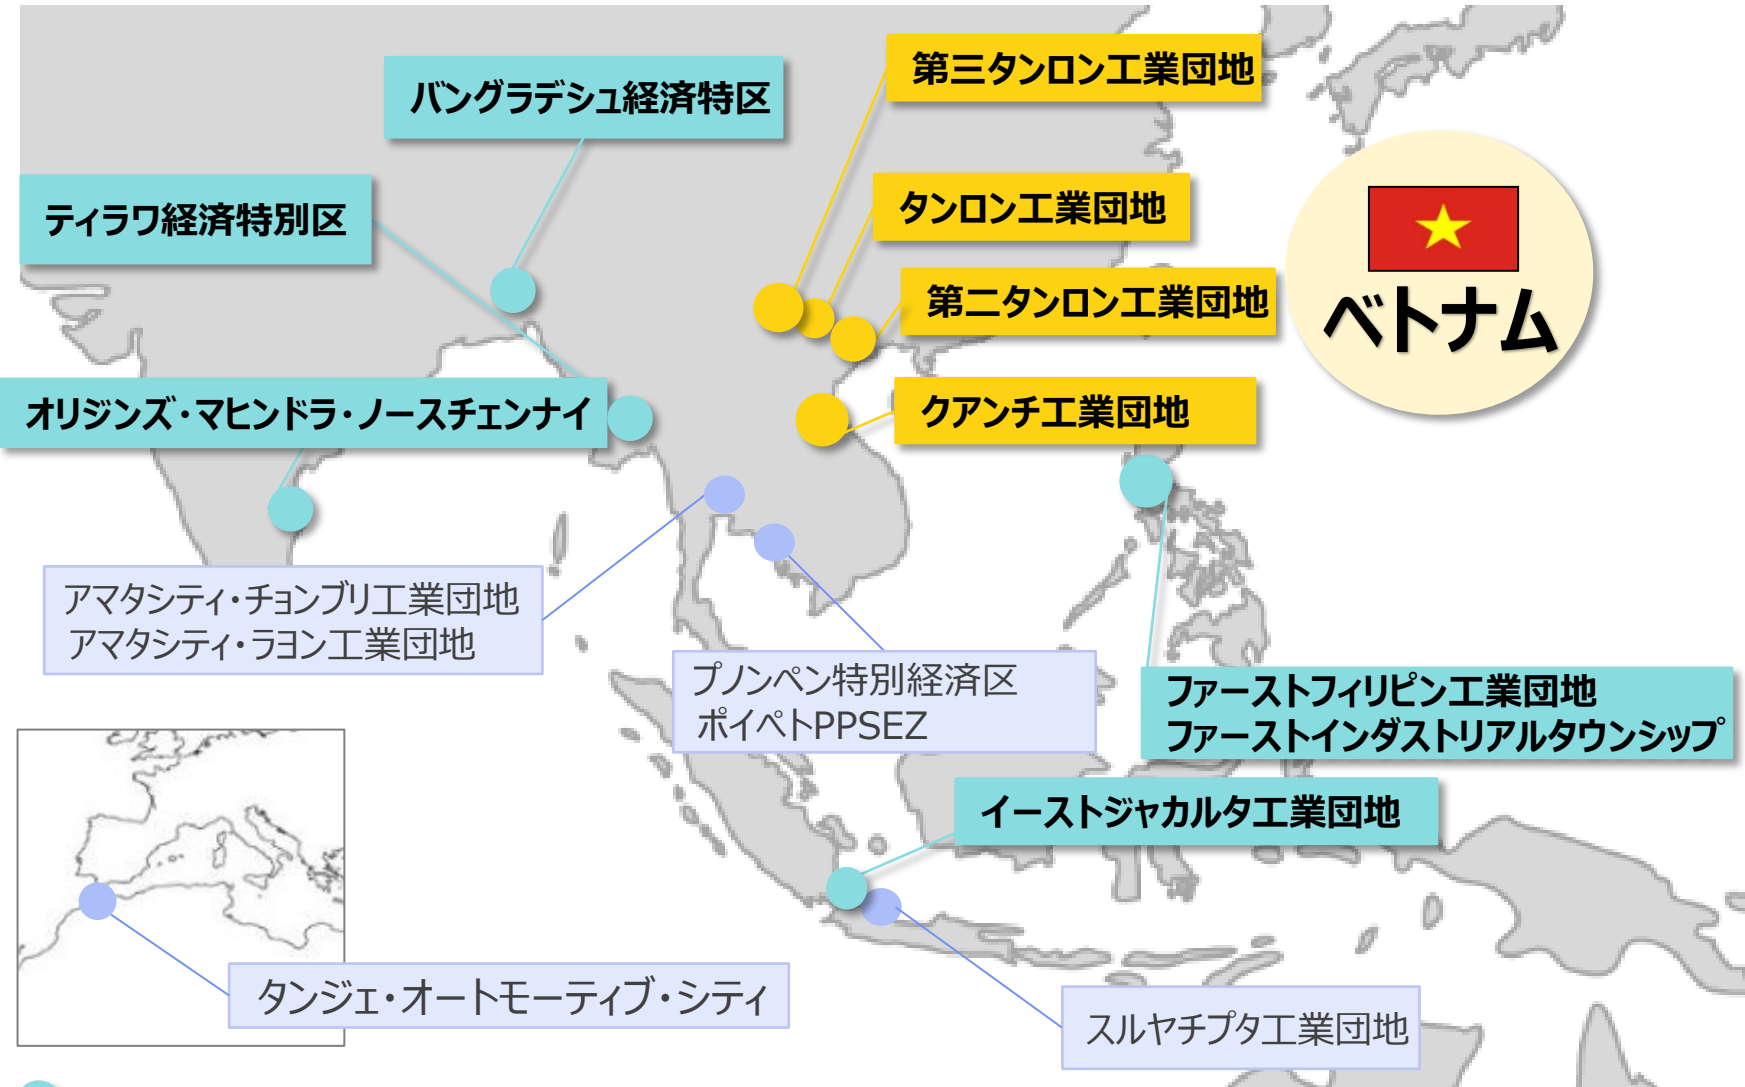 第三タンロン工業団地
バングラデシュ経済特区
タンロン工業団地
ティラワ経済特別区
第二タンロン工業団地
ベトナム
オリジンズ・マヒンドラ・ノースチェンナイ
クアンチ工業団地
アマタシティ・チョンブリ工業団地
アマタシティ・ラヨン工業団地
プノンペン特別経済区
ポイペトPPSEZ
ファーストフィリピン工業団地
ファーストインダストリアルタウンシップ
イーストジャカルタ工業団地
タンジェ・オートモーティブ・シティ
スルヤチプタ工業団地